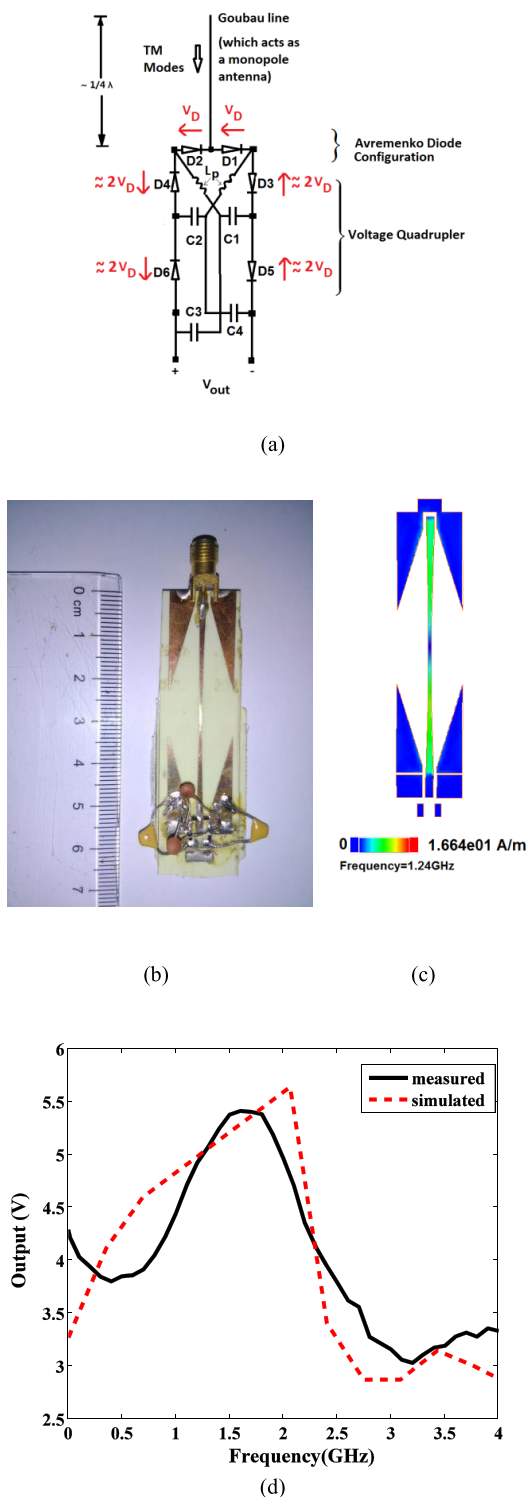 Goubau line
(which acts as
a monopole
antenna)
TM
Modes
~ 1/4 λ
V_D V_D
D2 D1
Avremenko Diode
Configuration
L_p
≈ 2V_D D4 D3 ≈ 2V_D
C2 C1
Voltage Quadrupler
≈ 2V_D D6 D5 ≈ 2V_D
C3
C4
+ -
V_out
(a)
0 cm
1
2
3
4
5
6
7
0 1.664e01 A/m
Frequency=1.24GHz
(b) (c)
6
5.5
5
4.5
4
3.5
3
2.5
Output (V)
measured
simulated
0 0.5 1 1.5 2 2.5 3 3.5 4
Frequency(GHz)
(d)